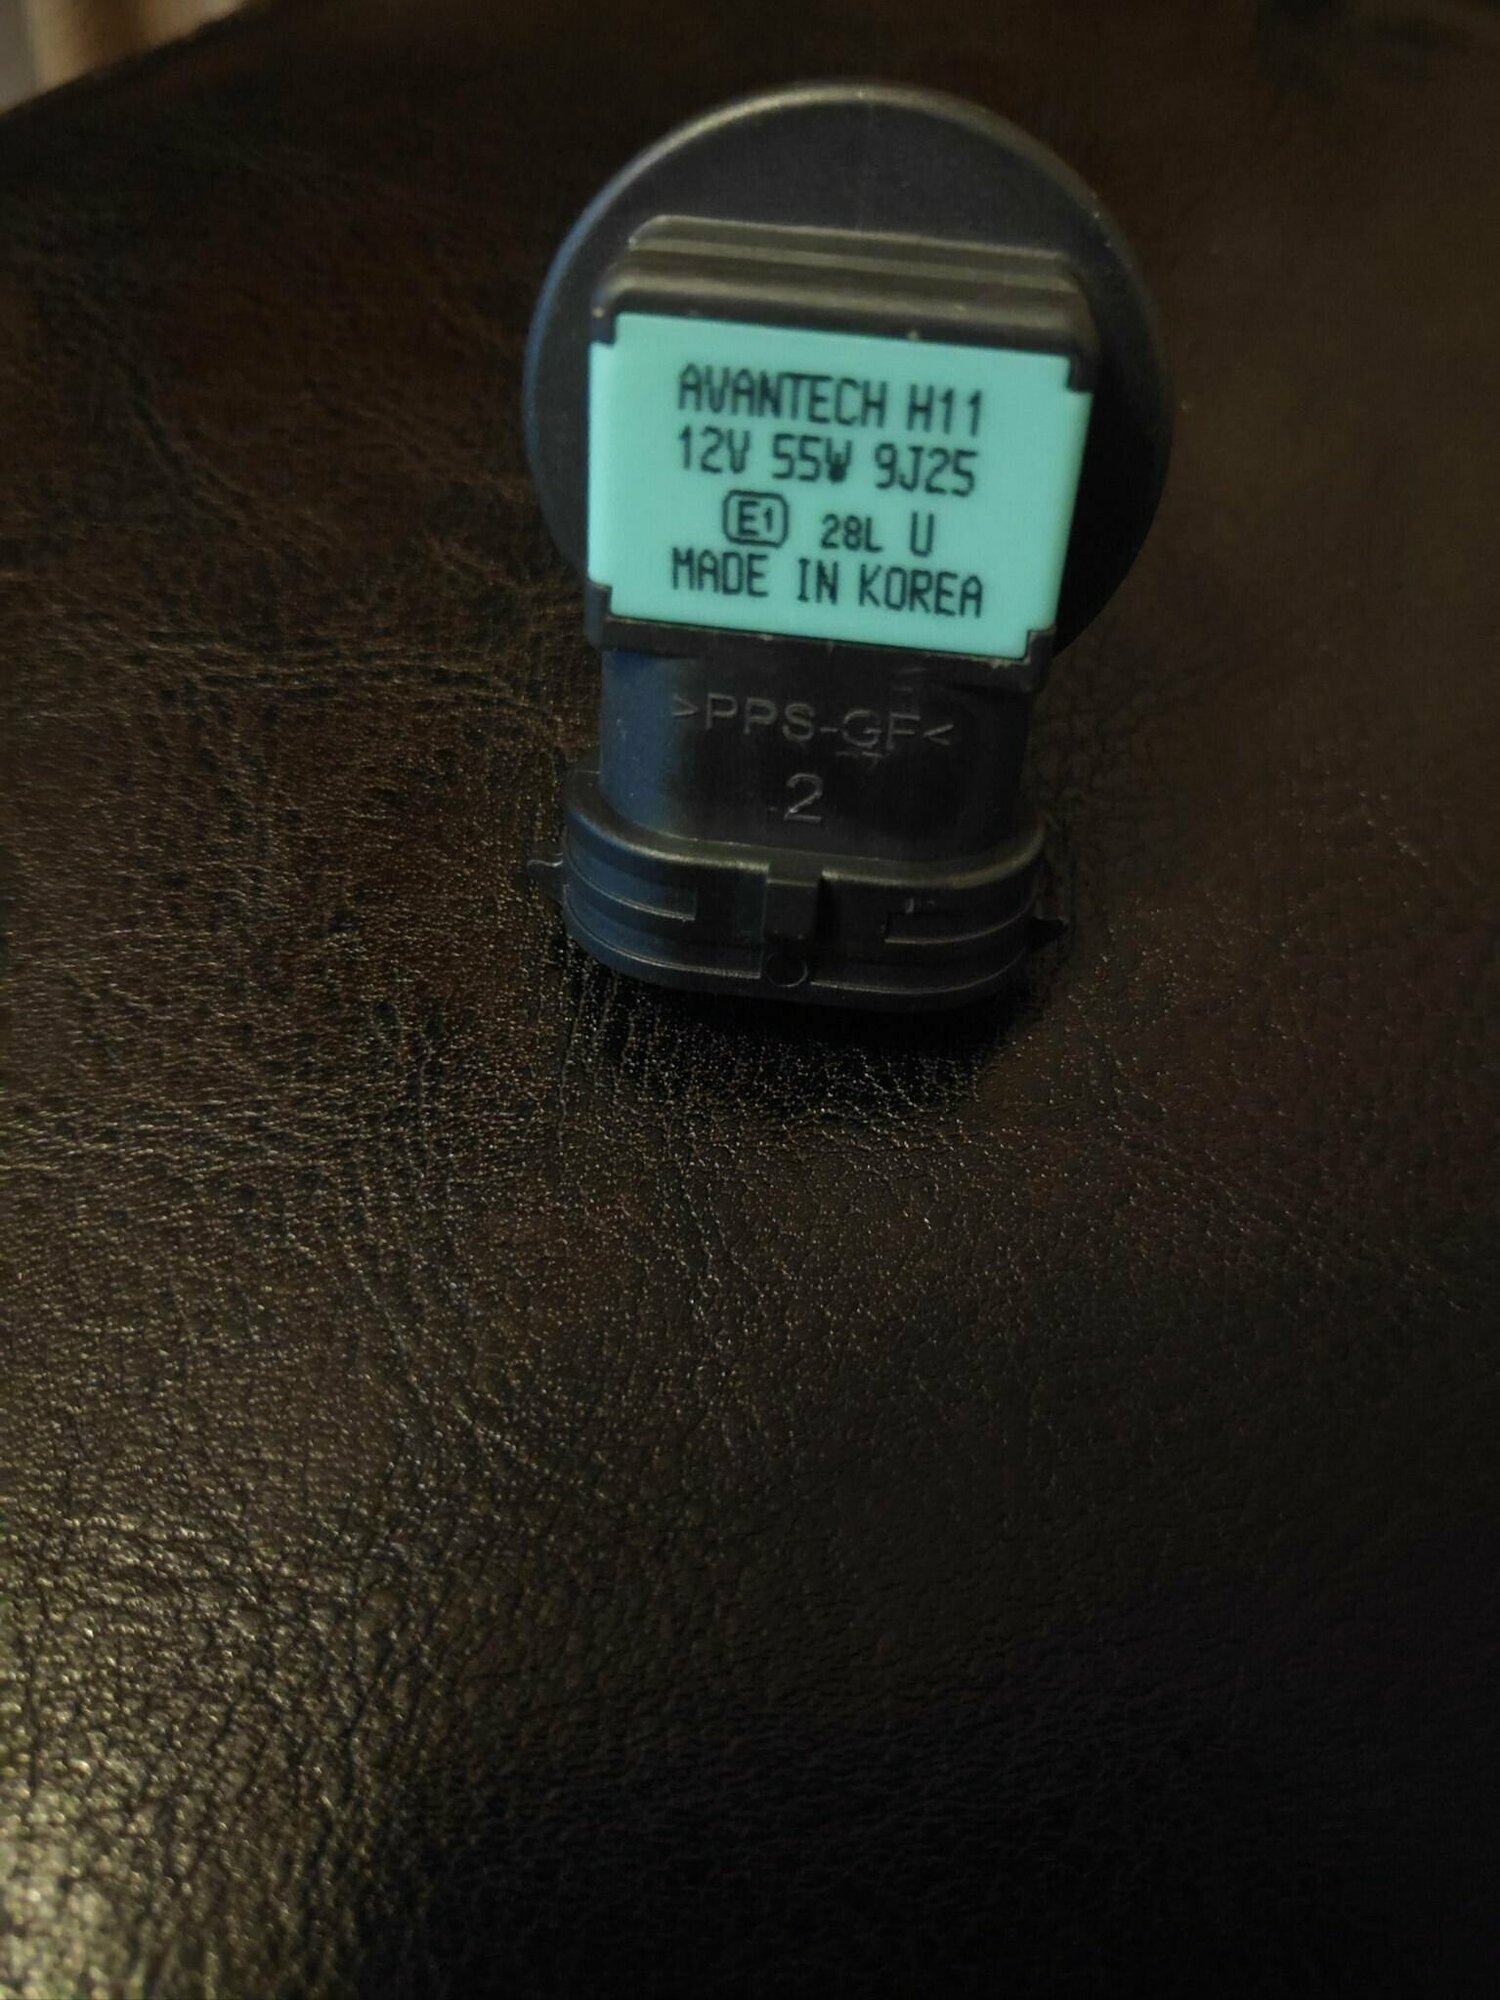 AVANTECH H11
12V 55W 9J25
E1 28L U
MADE IN KOREA
>PPS-GF<
2